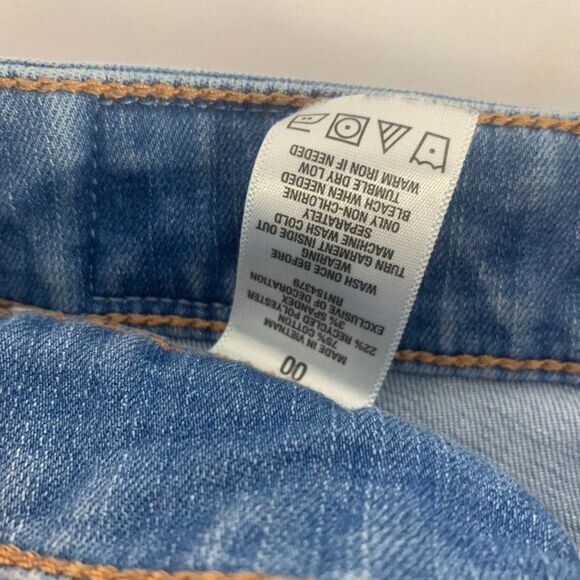 00
MADE IN VIETNAM
75% COTTON
22% RECYCLED POLYESTER
3% SPANDEX
EXCLUSIVE OF DECORATION
RN154379
WASH ONCE BEFORE
WEARING
TURN GARMENT INSIDE OUT
MACHINE WASH COLD
SEPARATELY
ONLY NON-CHLORINE
BLEACH WHEN NEEDED
TUMBLE DRY LOW
WARM IRON IF NEEDED